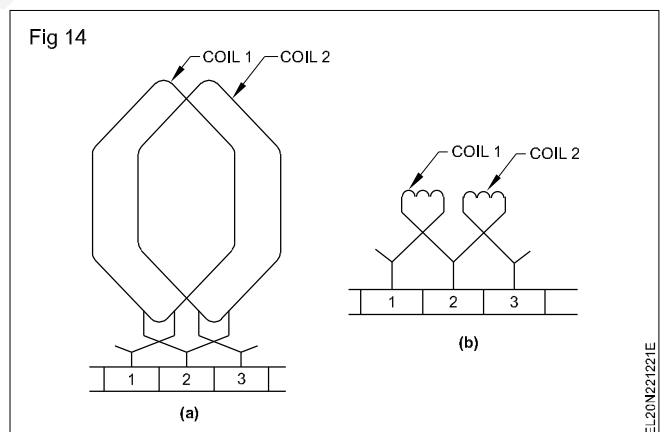 Fig 14
COIL 1
COIL 2
1
2
3
(a)
COIL 1
COIL 2
1
2
3
(b)
EL20N221221E